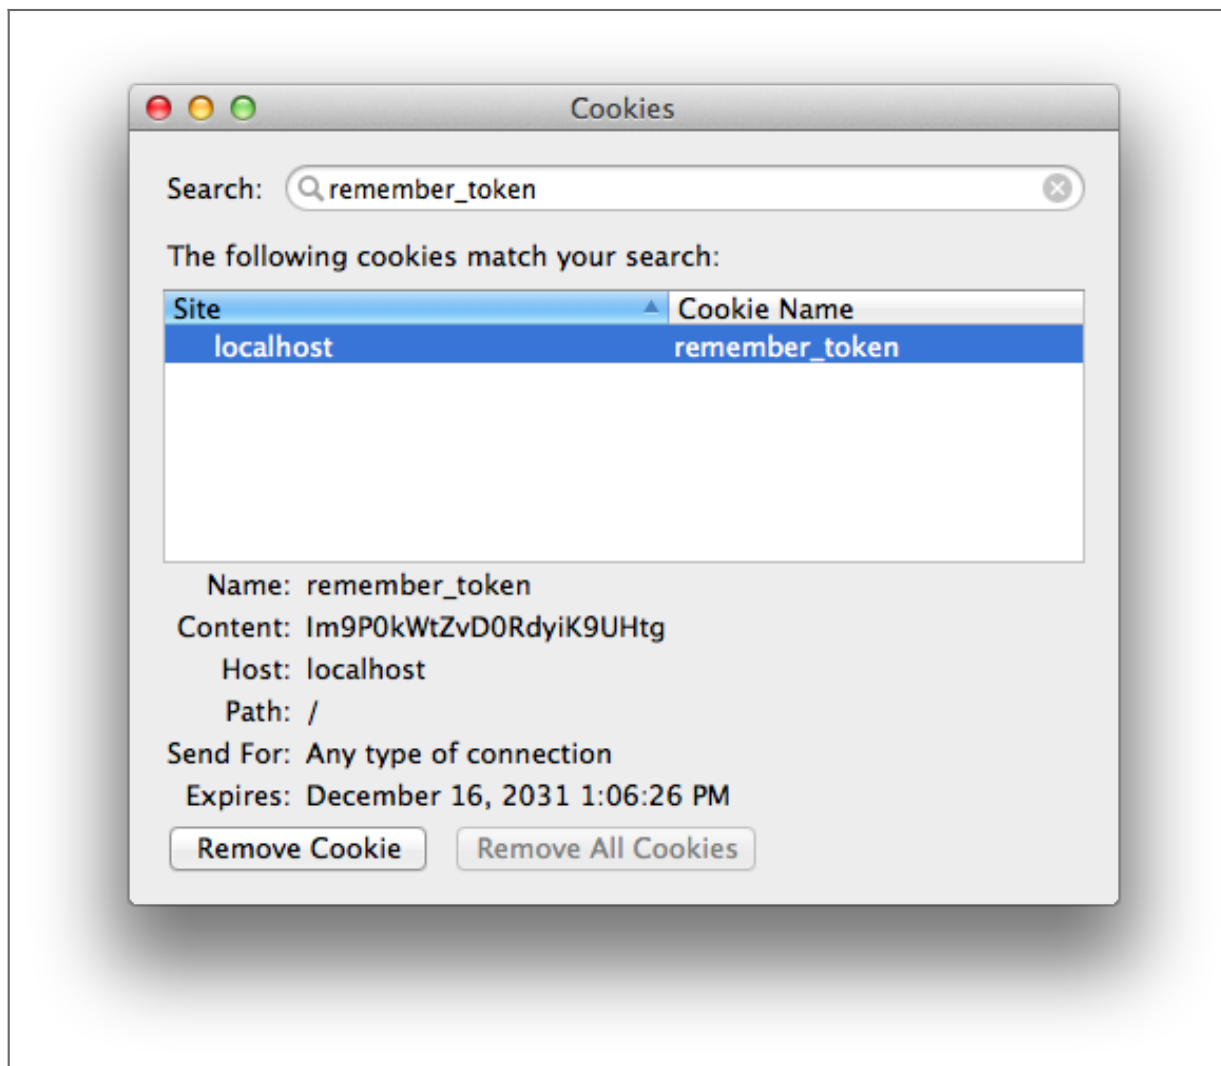 Cookies
Search: remember_token
The following cookies match your search:
Site Cookie Name
localhost remember_token
Name: remember_token
Content: Im9P0kWtZvD0RdyiK9UHtg
Host: localhost
Path: /
Send For: Any type of connection
Expires: December 16, 2031 1:06:26 PM
Remove Cookie Remove All Cookies